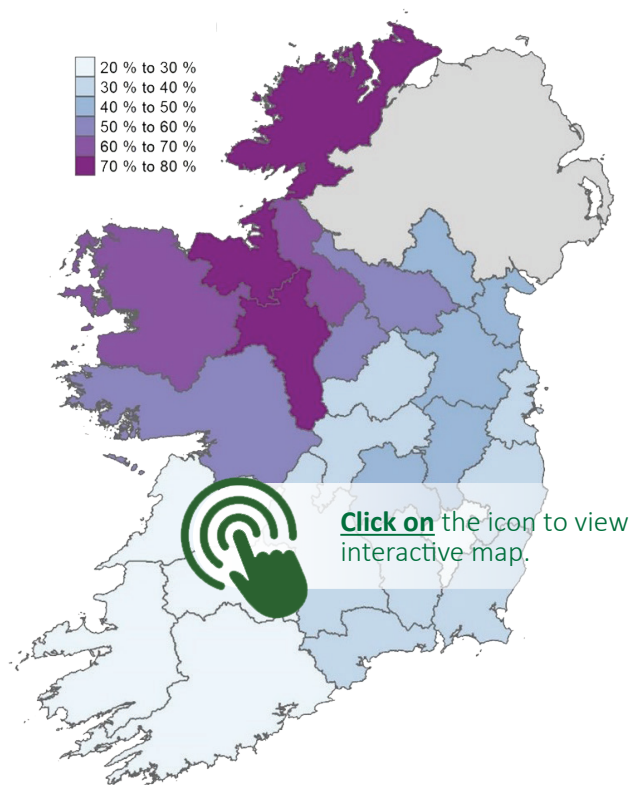 20 % to 30 %
30 % to 40 %
40 % to 50 %
50 % to 60 %
60 % to 70 %
70 % to 80 %
Click on the icon to view
interactive map.